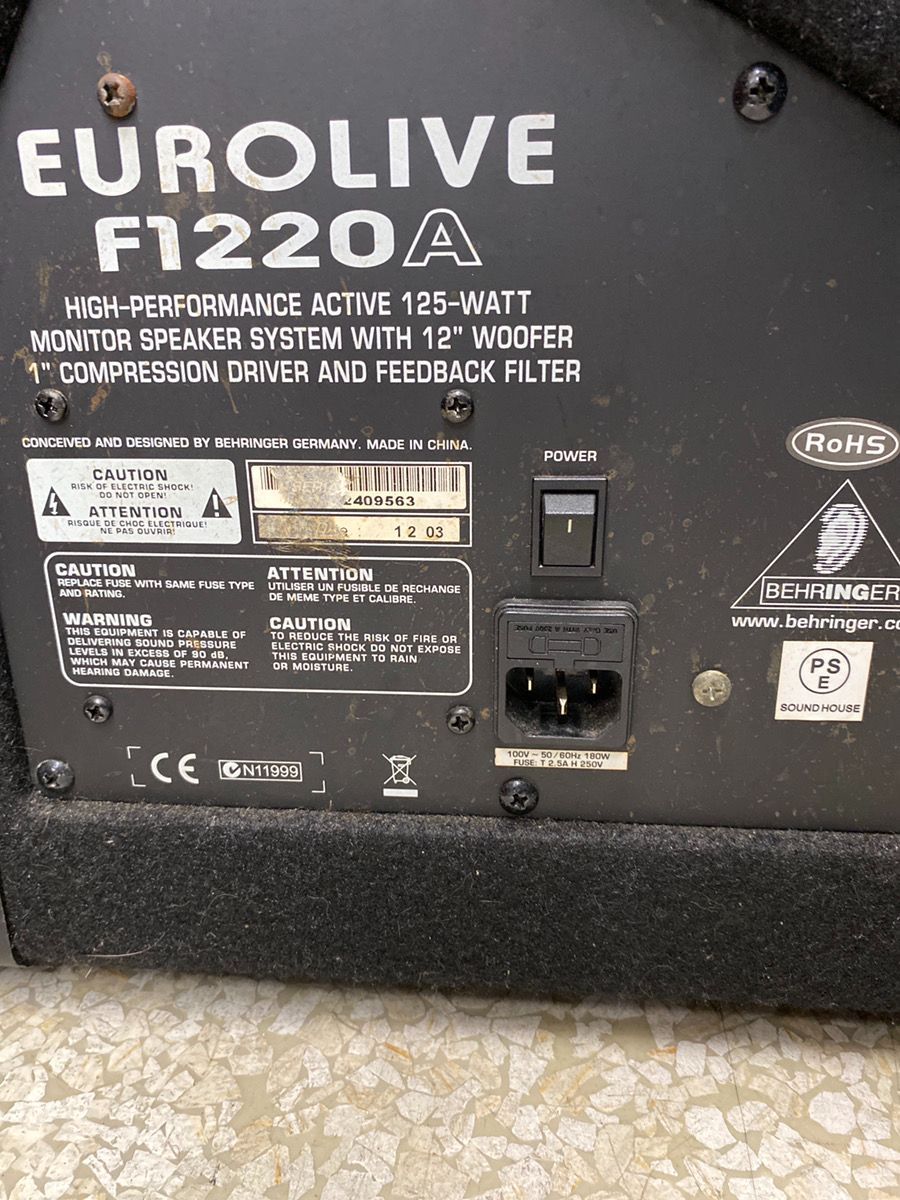 EUROLIVE
F1220A
HIGH-PERFORMANCE ACTIVE 125-WATT
MONITOR SPEAKER SYSTEM WITH 12" WOOFER
1" COMPRESSION DRIVER AND FEEDBACK FILTER
CONCEIVED AND DESIGNED BY BEHRINGER GERMANY. MADE IN CHINA.
CAUTION
RISK OF ELECTRIC SHOCK!
DO NOT OPEN!
ATTENTION
RISQUE DE CHOC ELECTRIQUE!
NE PAS OUVRIR!
2409563
12 03
CAUTION
REPLACE FUSE WITH SAME FUSE TYPE
AND RATING.
ATTENTION
UTILISER UN FUSIBLE DE RECHANGE
DE MEME TYPE ET CALIBRE.
WARNING
THIS EQUIPMENT IS CAPABLE OF
DELIVERING SOUND PRESSURE
LEVELS IN EXCESS OF 90 dB,
WHICH MAY CAUSE PERMANENT
HEARING DAMAGE.
CAUTION
TO REDUCE THE RISK OF FIRE OR
ELECTRIC SHOCK DO NOT EXPOSE
THIS EQUIPMENT TO RAIN
OR MOISTURE.
POWER
USE ONLY WITH A 250V FUSE
100V ~ 50/60Hz 180W
FUSE: T 2.5A H 250V
CE
N11999
RoHS
BEHRINGER
www.behringer.co
PS
E
SOUND HOUSE